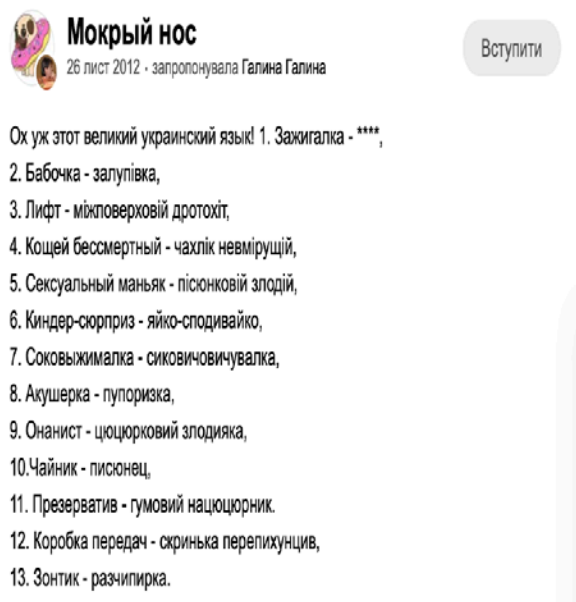 Мокрый нос
26 лист 2012 · запропонувала Галина Галина
Вступити
Ох уж этот великий украинский язык! 1. Зажигалка - ****,
2. Бабочка - залупівка,
3. Лифт - міжповерховій дротохіт,
4. Кощей бессмертный - чахлік невмірущій,
5. Сексуальный маньяк - пісюнковій злодій,
6. Киндер-сюрприз - яйко-сподивайко,
7. Соковыжималка - сиковичовичувалка,
8. Акушерка - пупоризка,
9. Онанист - цюцюрковий злодияка,
10.Чайник - писюнец,
11. Презерватив - гумовий нацюцюрник.
12. Коробка передач - скринька перепихунцив,
13. Зонтик - разчипирка.